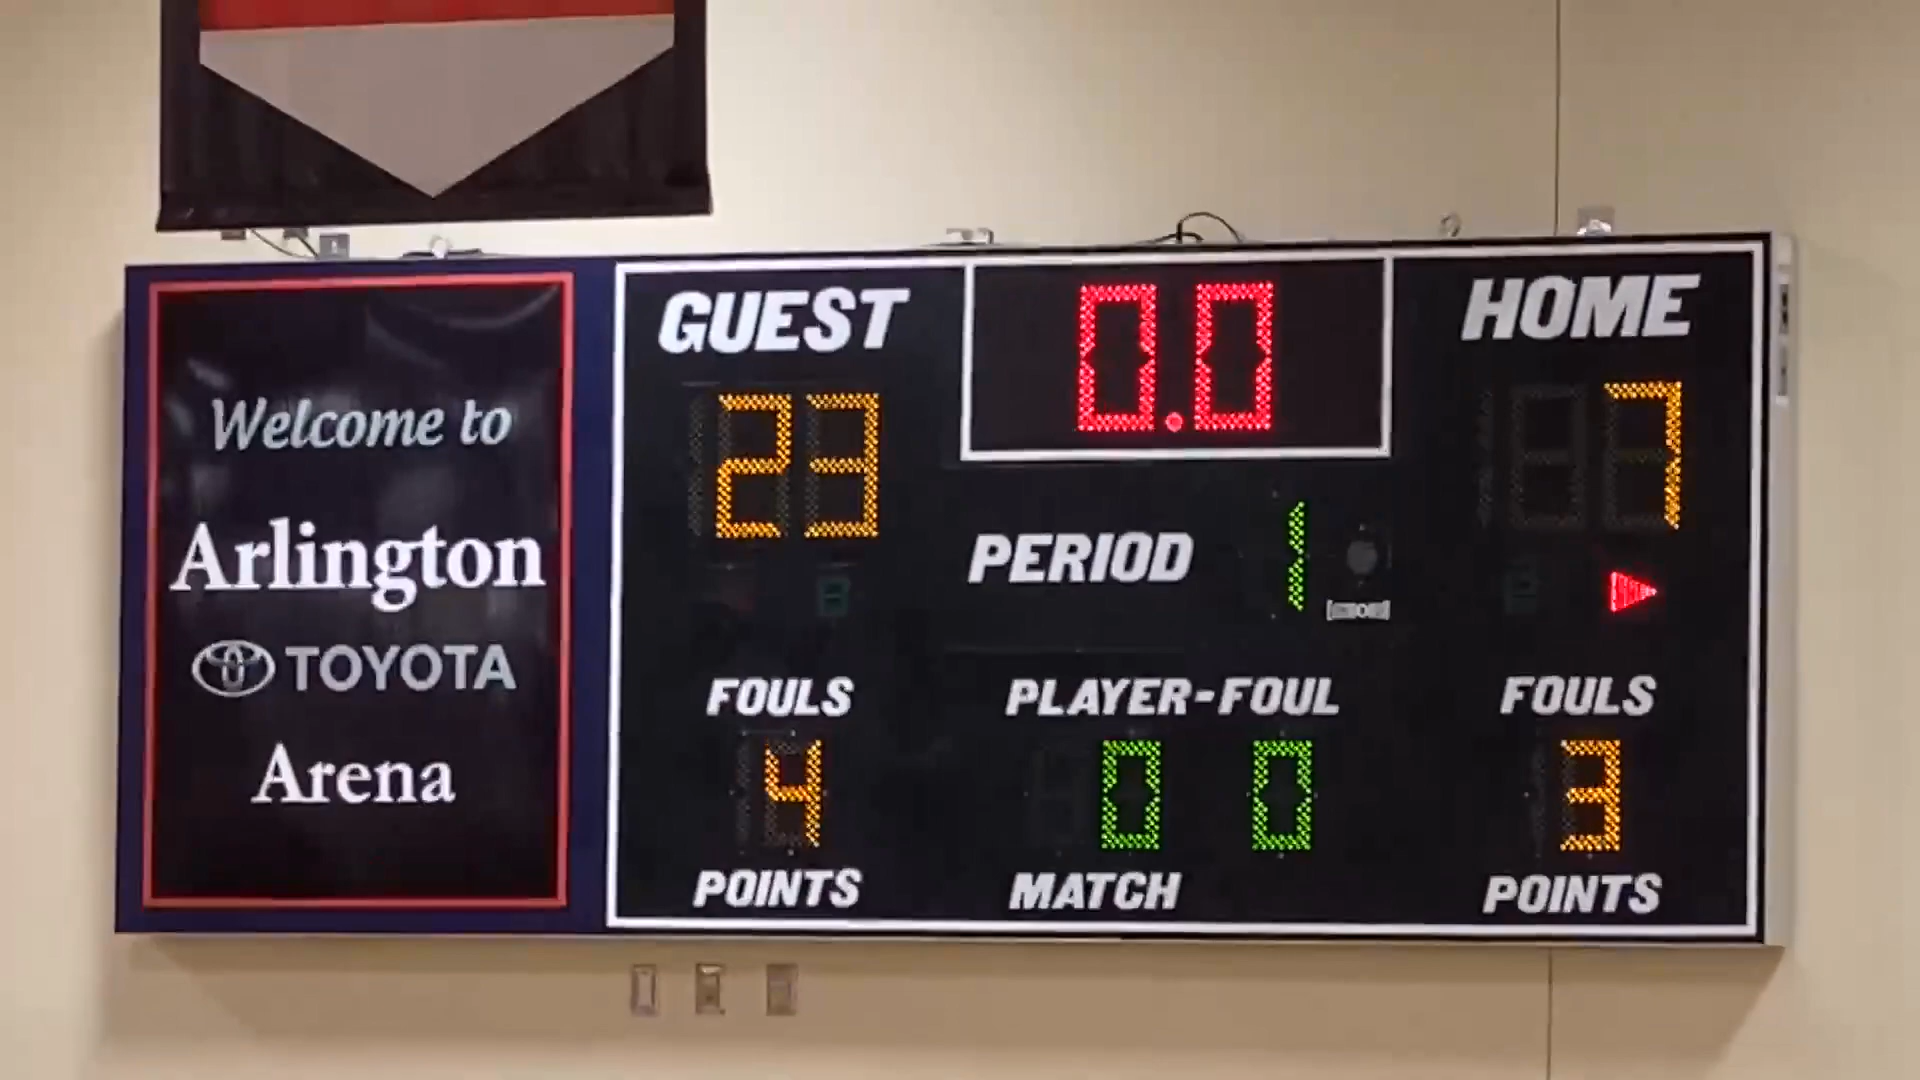 Welcome to
Arlington
TOYOTA
Arena
GUEST
0.0
HOME
23
7
PERIOD 1
FOULS
PLAYER-FOUL
FOULS
4
0 0
3
POINTS
MATCH
POINTS